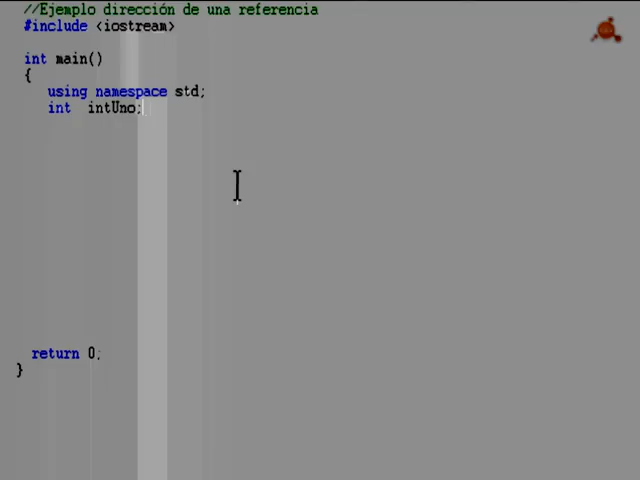 //Ejemplo dirección de una referencia
#include <iostream>
int main()
{
using namespace std;
int intUno;
return 0;
}